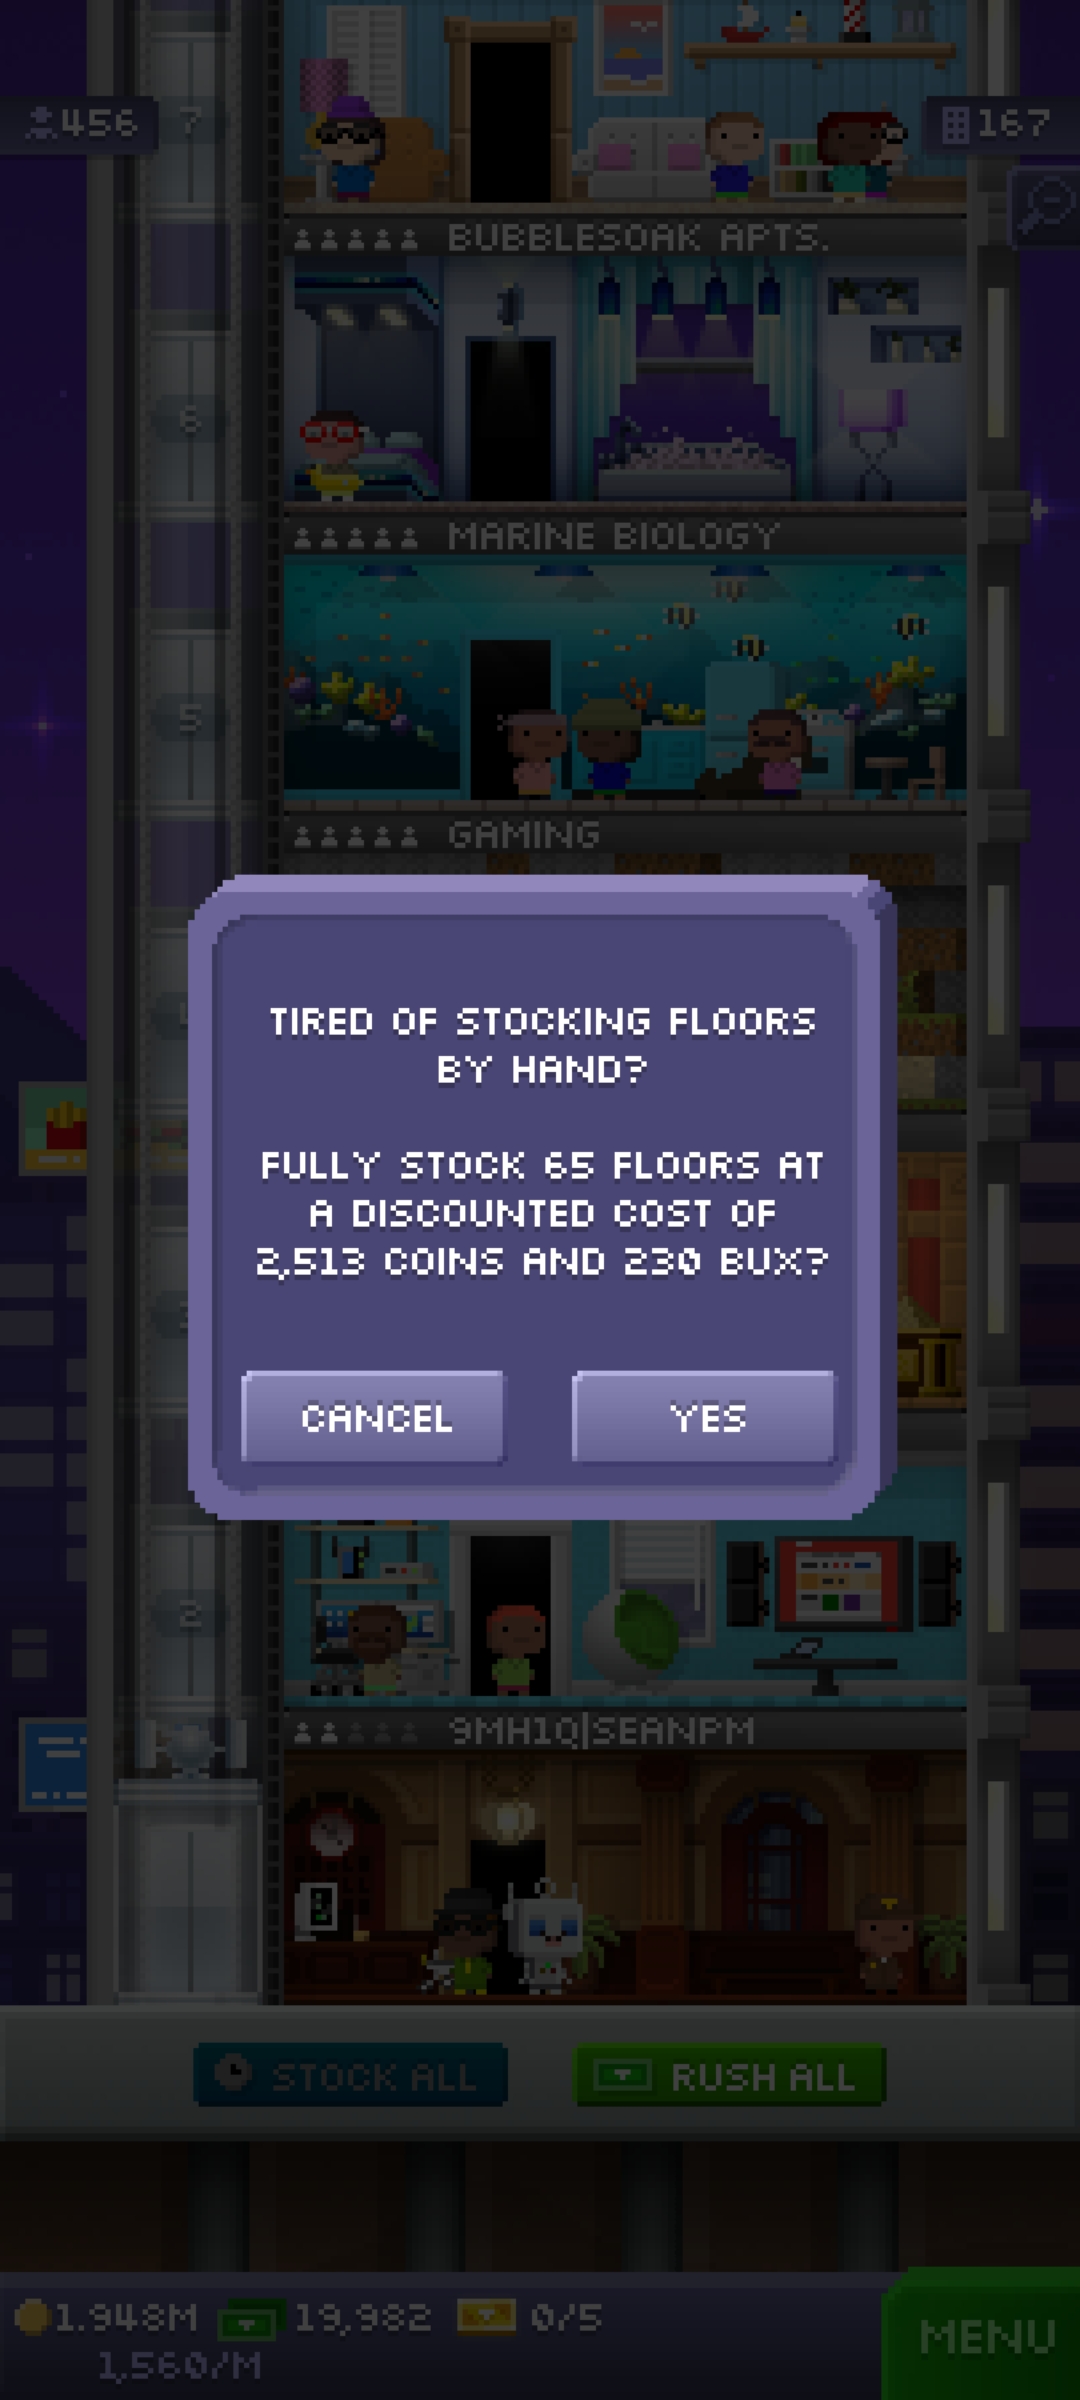 456
7
167
BUBBLESOAK APTS.
6
MARINE BIOLOGY
5
GAMING
TIRED OF STOCKING FLOORS
BY HAND?
FULLY STOCK 65 FLOORS AT
A DISCOUNTED COST OF
2,513 COINS AND 230 BUX?
CANCEL
YES
2
9MH1Q|SEANPM
STOCK ALL
RUSH ALL
1.948M
19,982
0/5
MENU
1,560/M